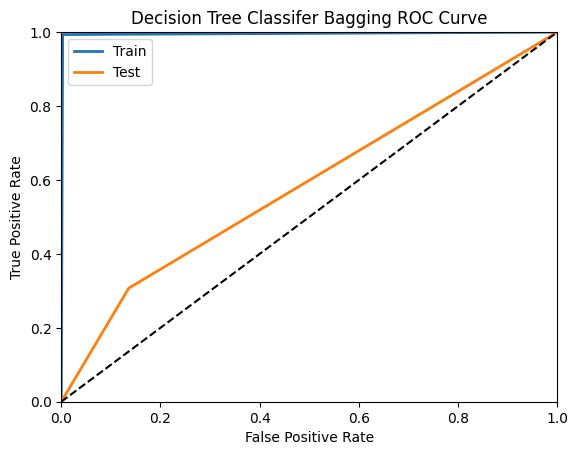 Decision Tree Classifer Bagging ROC Curve
Train
Test
True Positive Rate
1.0
0.8
0.6
0.4
0.2
0.0
0.0 0.2 0.4 0.6 0.8 1.0
False Positive Rate